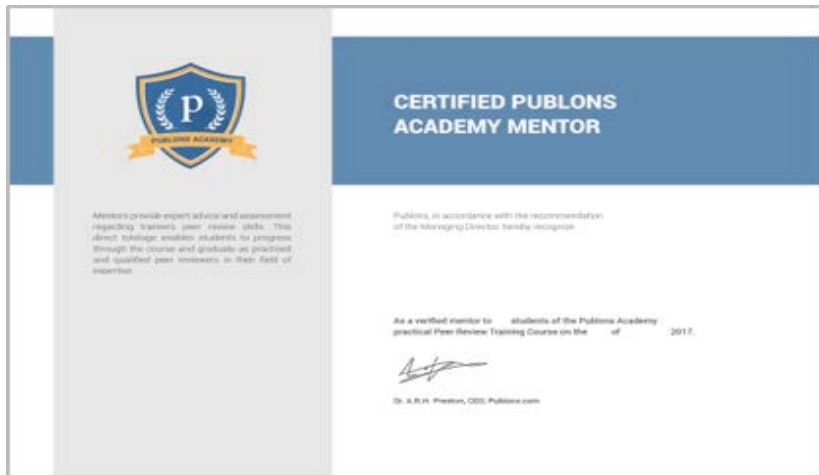 P
PUBLONS ACADEMY
Mentors provide expert advice and assessment
regarding trainee's peer review skills. This
direct tutelage enables students to progress
through the course and graduate as practised
and qualified peer reviewers in their field of
expertise.
CERTIFIED PUBLONS
ACADEMY MENTOR
Publons, in accordance with the recommendation
of the Managing Director hereby recognize:
As a verified mentor to students of the Publons Academy
practical Peer Review Training Course on the of 2017.
Dr. A.R.H. Preston, CEO, Publons.com